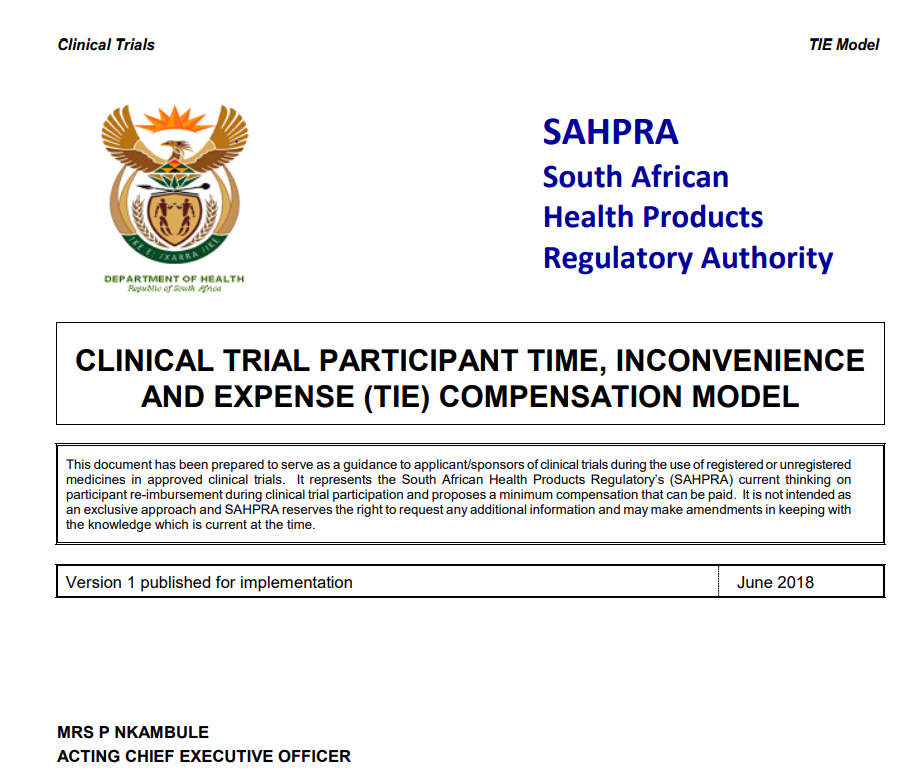 Clinical Trials TIE Model
!KE E: /XARRA //KE
DEPARTMENT OF HEALTH
Republic of South Africa
SAHPRA
South African
Health Products
Regulatory Authority
CLINICAL TRIAL PARTICIPANT TIME, INCONVENIENCE
AND EXPENSE (TIE) COMPENSATION MODEL
This document has been prepared to serve as a guidance to applicant/sponsors of clinical trials during the use of registered or unregistered
medicines in approved clinical trials. It represents the South African Health Products Regulatory's (SAHPRA) current thinking on
participant re-imbursement during clinical trial participation and proposes a minimum compensation that can be paid. It is not intended as
an exclusive approach and SAHPRA reserves the right to request any additional information and may make amendments in keeping with
the knowledge which is current at the time.
Version 1 published for implementation June 2018
MRS P NKAMBULE
ACTING CHIEF EXECUTIVE OFFICER